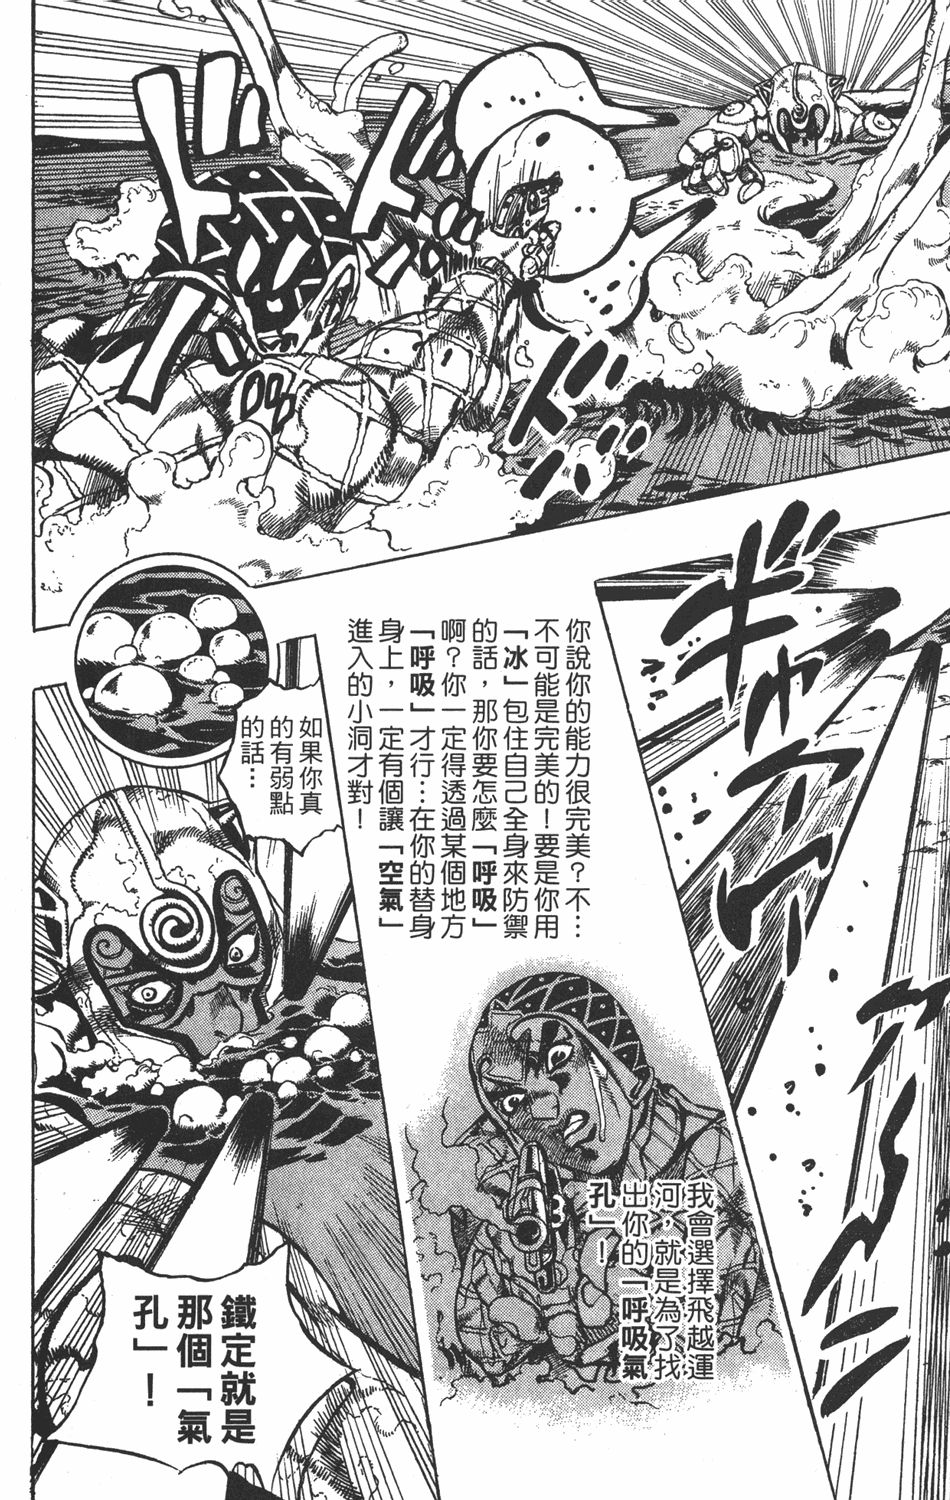 ドドド
ドドド
ドド
ギャアーーン
你說你的能力很完美？不…
不可能是完美的！要是你用
「冰」包住自己全身來防禦
的話，那你要怎麼「呼吸」
啊？你一定得透過某個地方
「呼吸」才行…在你的替身
身上，一定有個讓「空氣」
進入的小洞才對！
我會選擇飛越運
河，就是為了找
出你的「呼吸氣
孔」！
如果你真
的有弱點
的話…
鐵定就是
那個「氣
孔」！